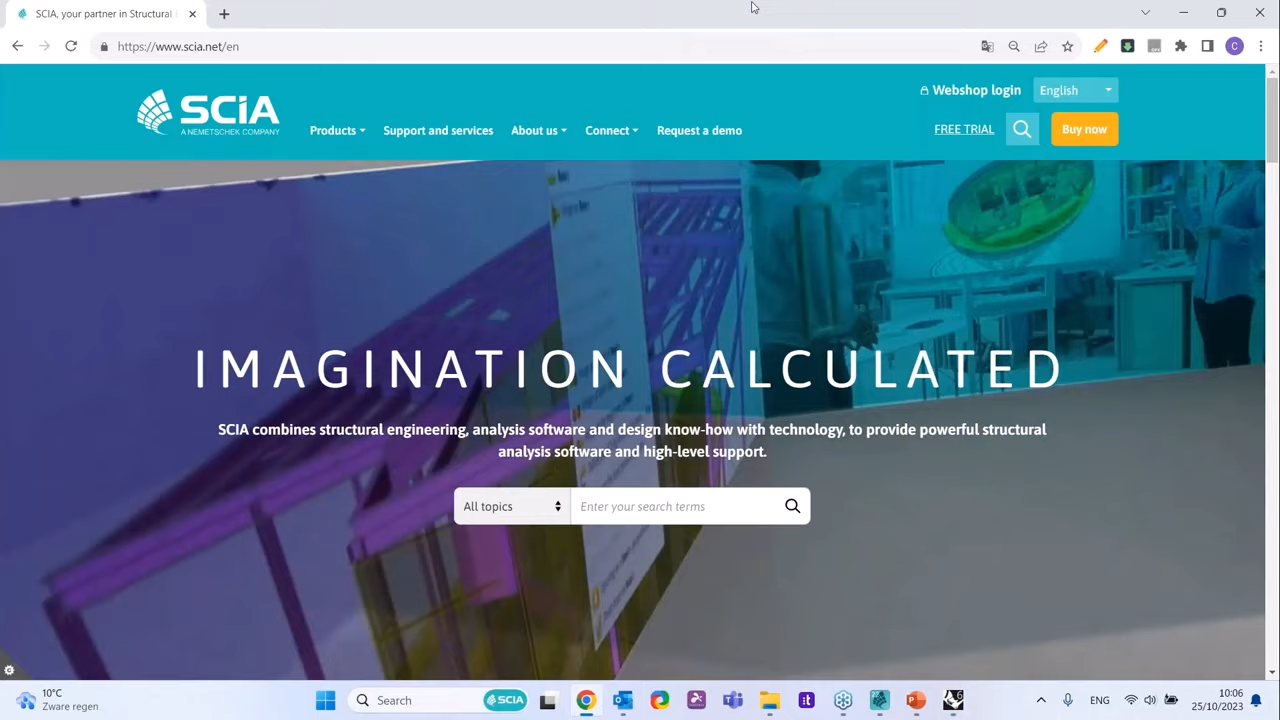 SCIA, your partner in Structural
https://www.scia.net/en
C
SCiA
A NEMETSCHEK COMPANY
Products
Support and services
About us
Connect
Request a demo
Webshop login
English
FREE TRIAL
Buy now
IMAGINATION CALCULATED
SCIA combines structural engineering, analysis software and design know-how with technology, to provide powerful structural
analysis software and high-level support.
All topics
Enter your search terms
10°C
Zware regen
Search
SCiA
ENG
10:06
25/10/2023